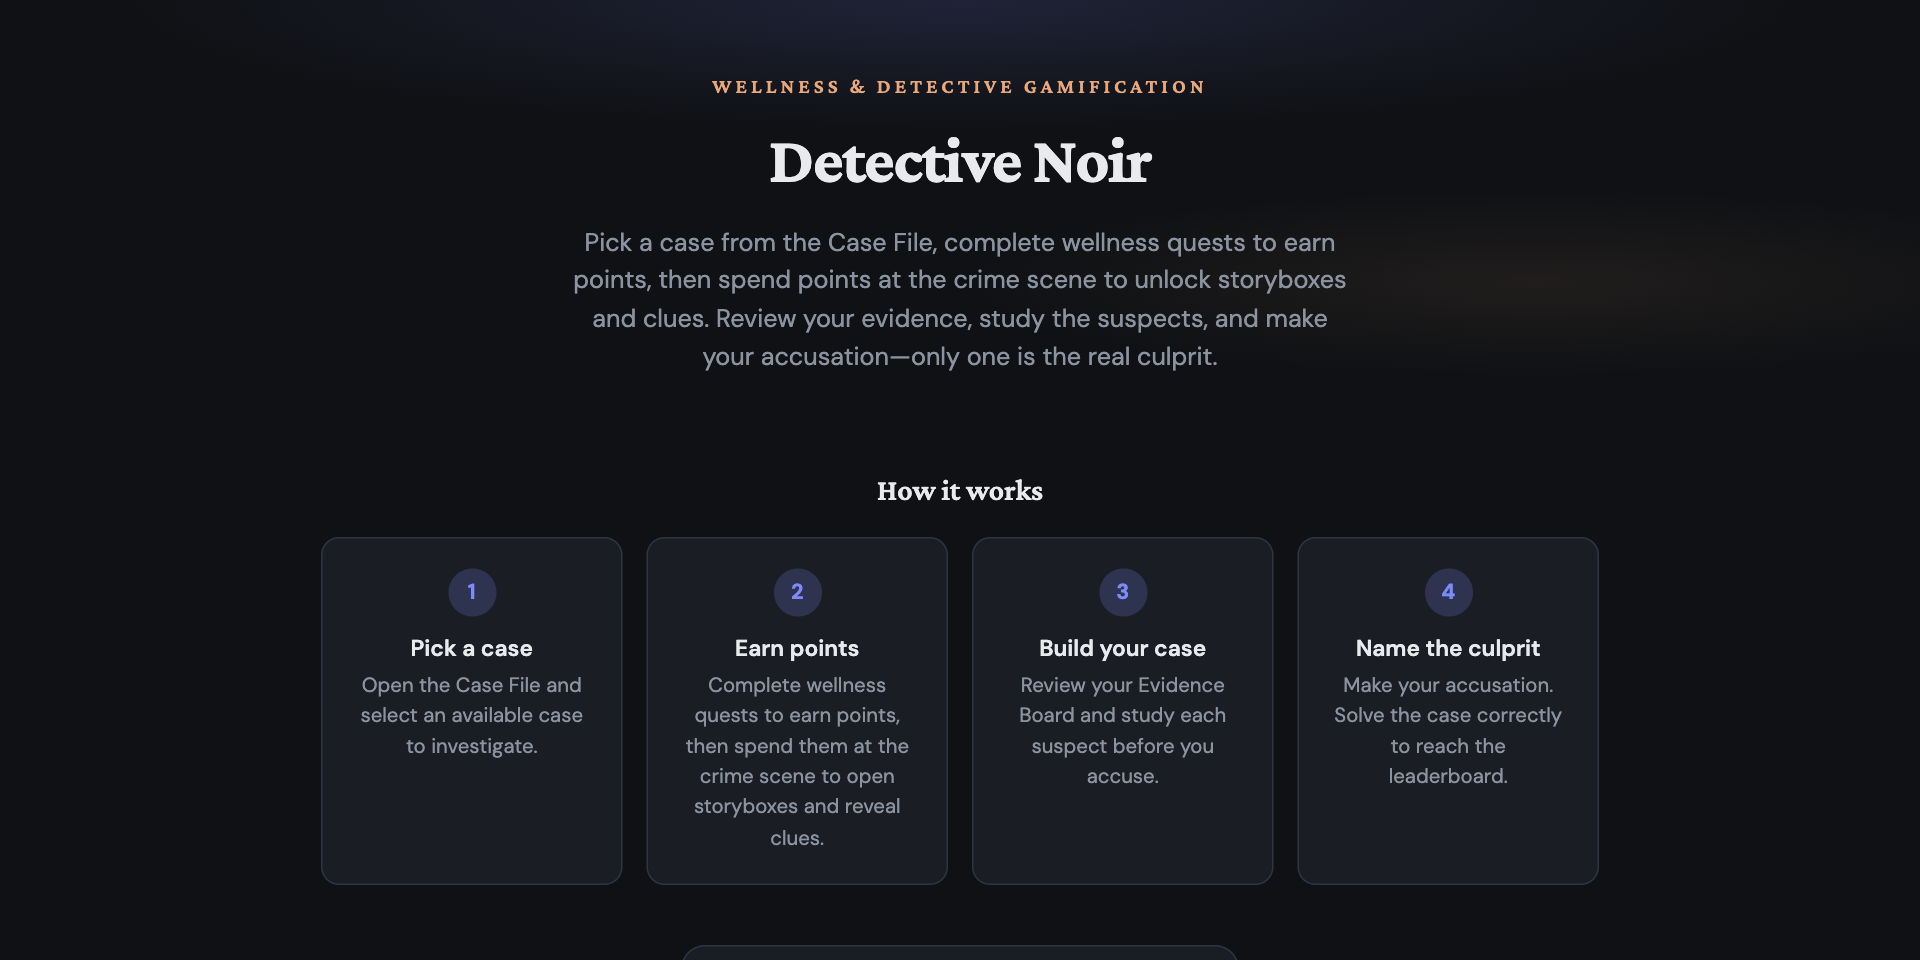 WELLNESS & DETECTIVE GAMIFICATION
Detective Noir
Pick a case from the Case File, complete wellness quests to earn
points, then spend points at the crime scene to unlock storyboxes
and clues. Review your evidence, study the suspects, and make
your accusation—only one is the real culprit.
How it works
1
Pick a case
Open the Case File and
select an available case
to investigate.
2
Earn points
Complete wellness
quests to earn points,
then spend them at the
crime scene to open
storyboxes and reveal
clues.
3
Build your case
Review your Evidence
Board and study each
suspect before you
accuse.
4
Name the culprit
Make your accusation.
Solve the case correctly
to reach the
leaderboard.